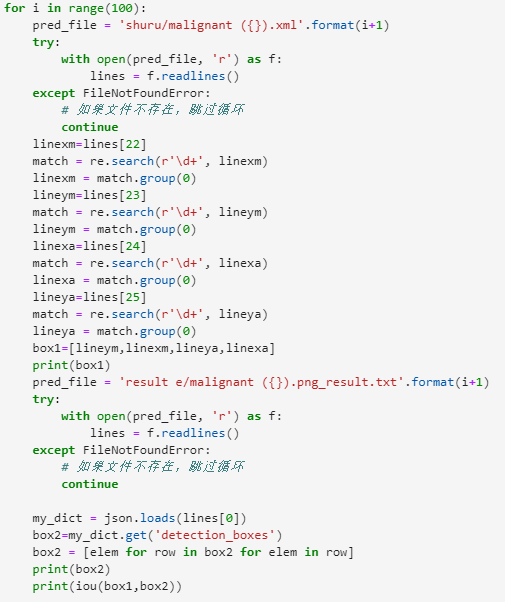 for i in range(100):
    pred_file = 'shuru/malignant ({}).xml'.format(i+1)
    try:
        with open(pred_file, 'r') as f:
            lines = f.readlines()
    except FileNotFoundError:
        # 如果文件不存在，跳过循环
        continue
    linexm=lines[22]
    match = re.search(r'\d+', linexm)
    linexm = match.group(0)
    lineym=lines[23]
    match = re.search(r'\d+', lineym)
    lineym = match.group(0)
    linexa=lines[24]
    match = re.search(r'\d+', linexa)
    linexa = match.group(0)
    lineya=lines[25]
    match = re.search(r'\d+', lineya)
    lineya = match.group(0)
    box1=[lineym,linexm,lineya,linexa]
    print(box1)
    pred_file = 'result e/malignant ({}).png_result.txt'.format(i+1)
    try:
        with open(pred_file, 'r') as f:
            lines = f.readlines()
    except FileNotFoundError:
        # 如果文件不存在，跳过循环
        continue

    my_dict = json.loads(lines[0])
    box2=my_dict.get('detection_boxes')
    box2 = [elem for row in box2 for elem in row]
    print(box2)
    print(iou(box1,box2))